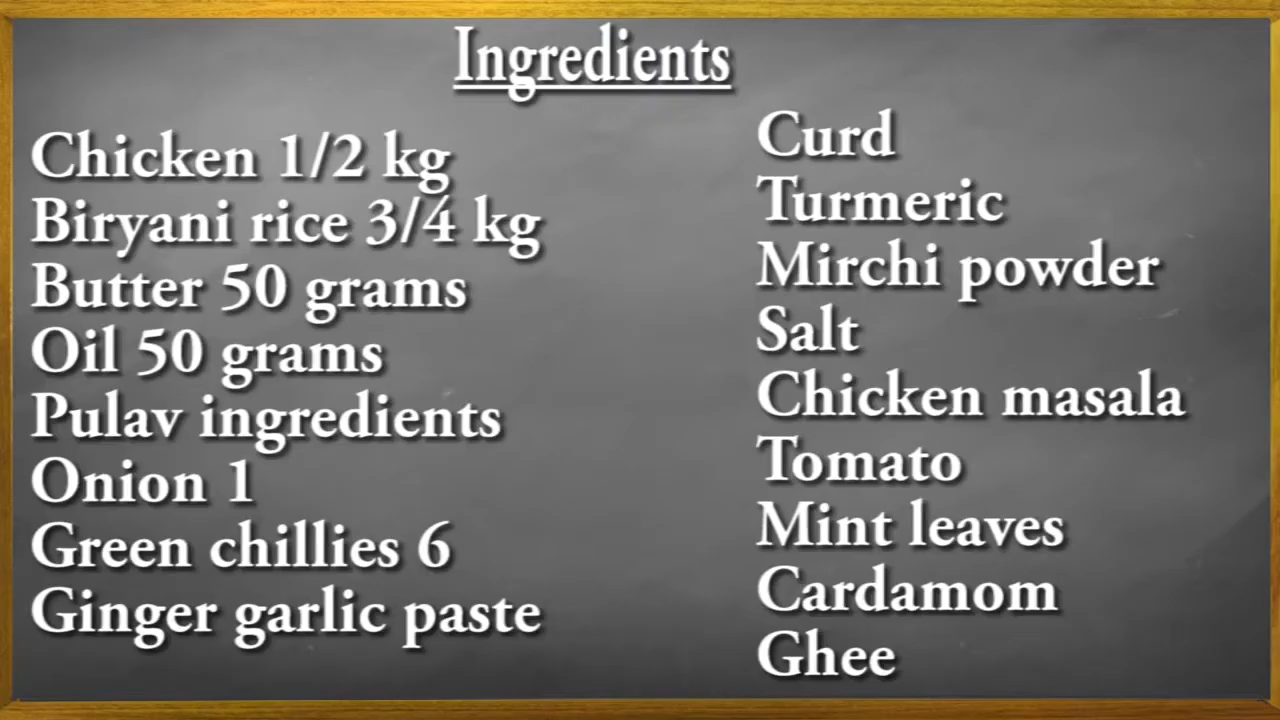 Ingredients
Chicken 1/2 kg
Biryani rice 3/4 kg
Butter 50 grams
Oil 50 grams
Pulav ingredients
Onion 1
Green chillies 6
Ginger garlic paste
Curd
Turmeric
Mirchi powder
Salt
Chicken masala
Tomato
Mint leaves
Cardamom
Ghee